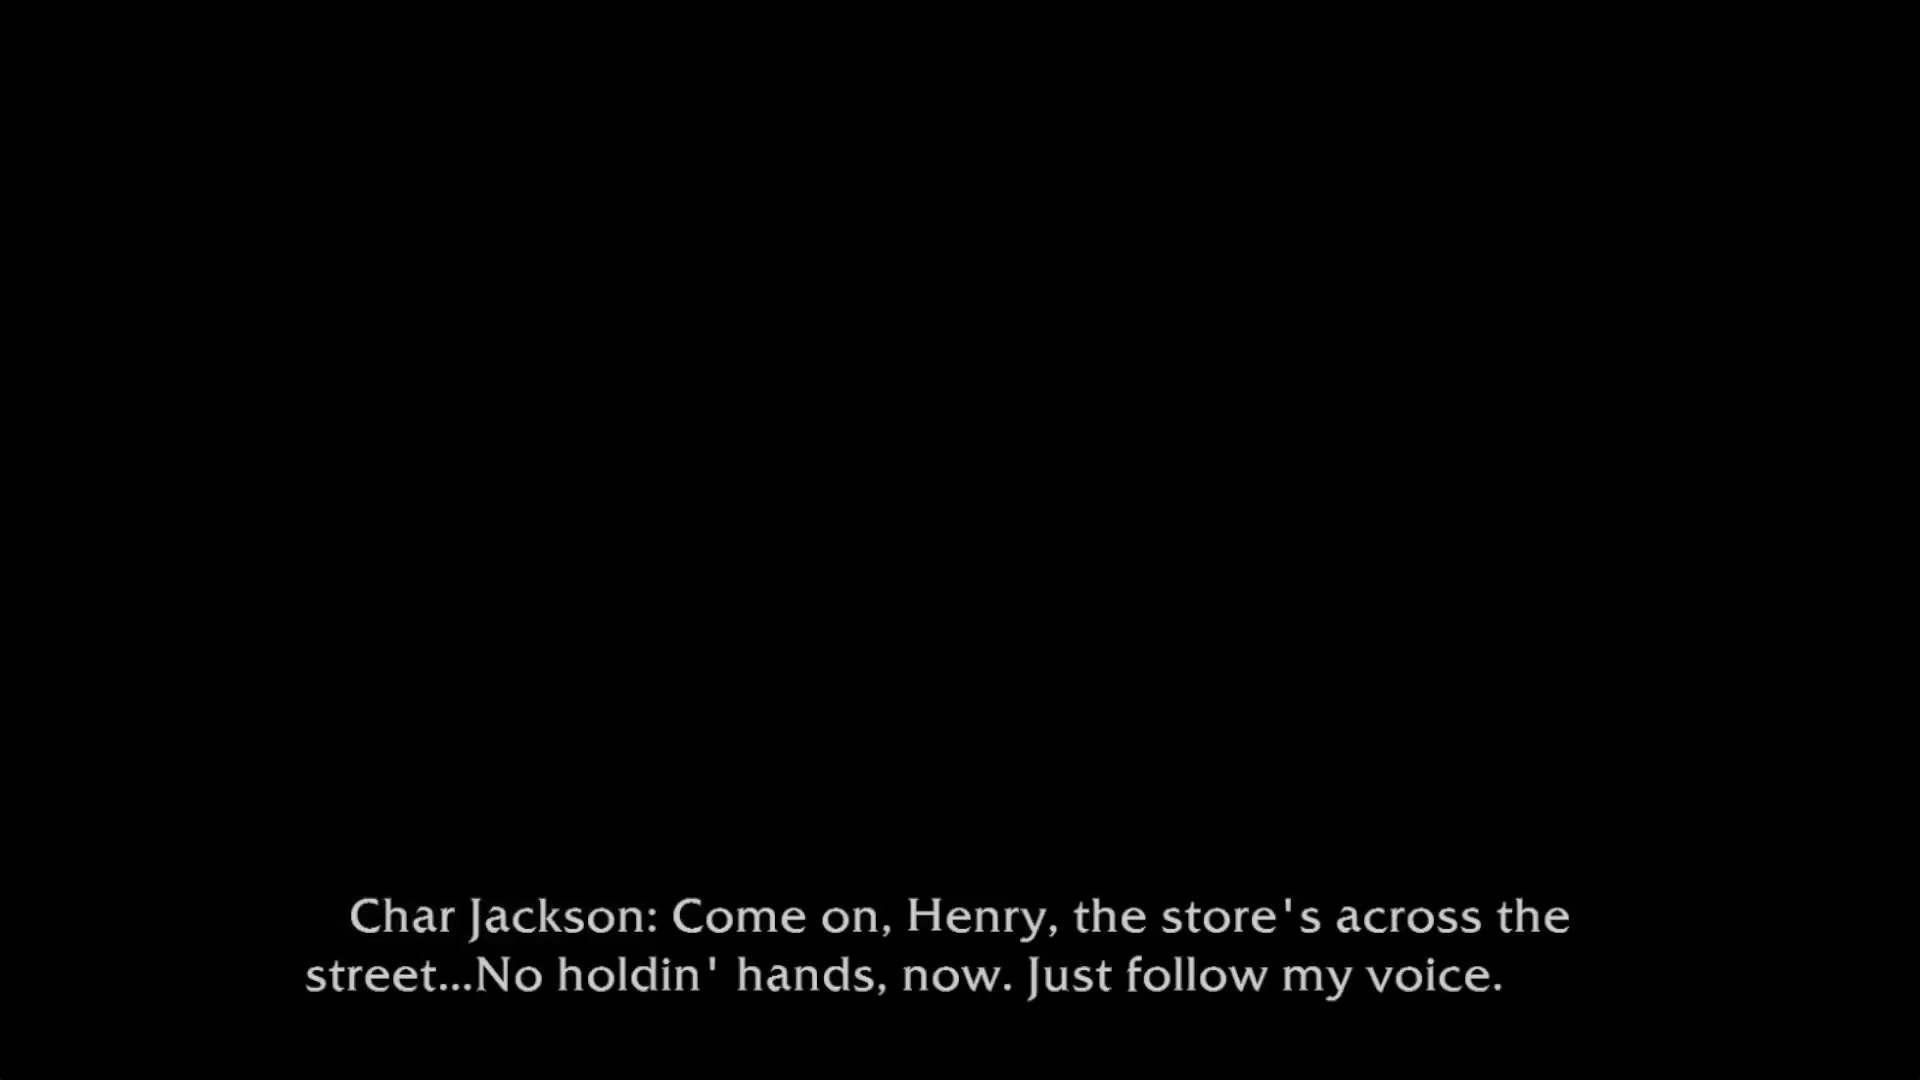 Char Jackson: Come on, Henry, the store's across the
street...No holdin' hands, now. Just follow my voice.